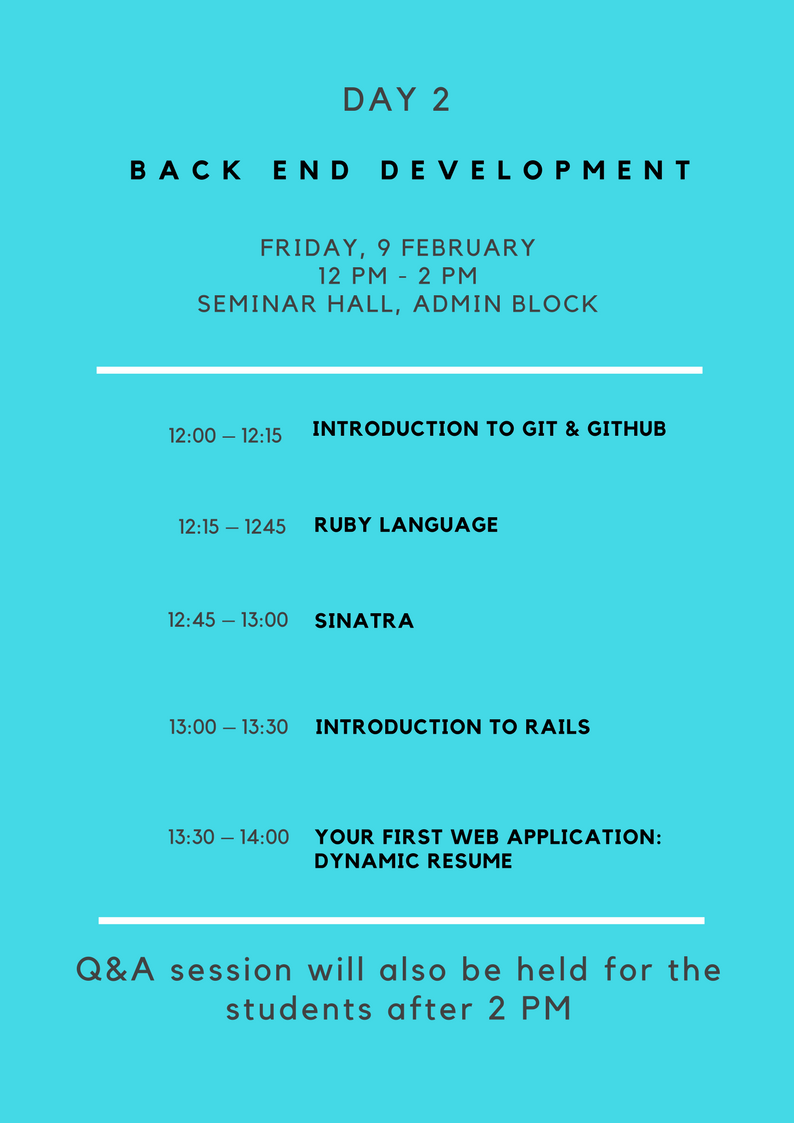 DAY 2
BACK END DEVELOPMENT
FRIDAY, 9 FEBRUARY
12 PM - 2 PM
SEMINAR HALL, ADMIN BLOCK
12:00 – 12:15 INTRODUCTION TO GIT & GITHUB
12:15 – 1245 RUBY LANGUAGE
12:45 – 13:00 SINATRA
13:00 – 13:30 INTRODUCTION TO RAILS
13:30 – 14:00 YOUR FIRST WEB APPLICATION:
DYNAMIC RESUME
Q&A session will also be held for the
students after 2 PM